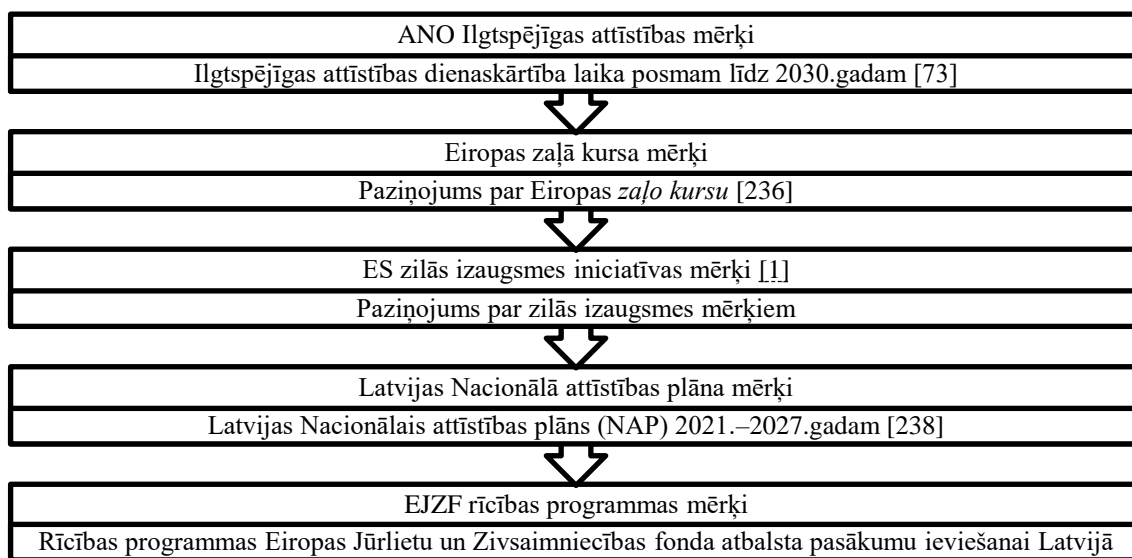 ANO Ilgtspējīgas attīstības mērķi
Ilgtspējīgas attīstības dienaskārtība laika posmam līdz 2030.gadam [73]
Eiropas zaļā kursa mērķi
Paziņojums par Eiropas zaļo kursu [236]
ES zilās izaugsmes iniciatīvas mērķi [1]
Paziņojums par zilās izaugsmes mērķiem
Latvijas Nacionālā attīstības plāna mērķi
Latvijas Nacionālais attīstības plāns (NAP) 2021.–2027.gadam [238]
EJZF rīcības programmas mērķi
Rīcības programmas Eiropas Jūrlietu un Zivsaimniecības fonda atbalsta pasākumu ieviešanai Latvijā